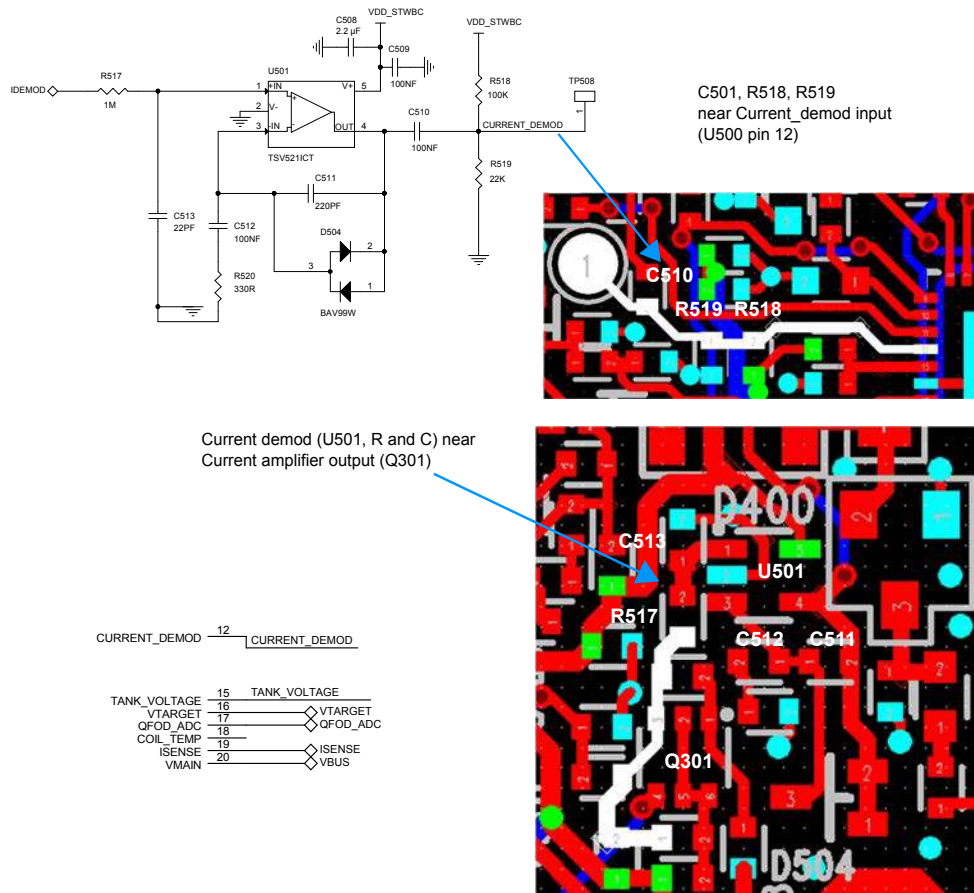 VDD_STWBC
C508
2.2 µF
C509
100NF
VDD_STWBC
R518
100K
TP508
1
IDEMOD
R517
1M
U501
1 +IN
V+ 5
2 V-
3 -IN
OUT 4
TSV521ICT
C510
100NF
CURRENT_DEMOD
R519
22K
C511
220PF
C513
22PF
C512
100NF
R520
330R
D504
2
3
1
BAV99W
C501, R518, R519
near Current_demod input
(U500 pin 12)
1
C510
R519 R518
Current demod (U501, R and C) near
Current amplifier output (Q301)
D400
C513
U501
R517
C512 C511
Q301
D504
CURRENT_DEMOD 12 CURRENT_DEMOD
TANK_VOLTAGE 15 TANK_VOLTAGE
VTARGET 16 VTARGET
QFOD_ADC 17 QFOD_ADC
COIL_TEMP 18
ISENSE 19 ISENSE
VMAIN 20 VBUS